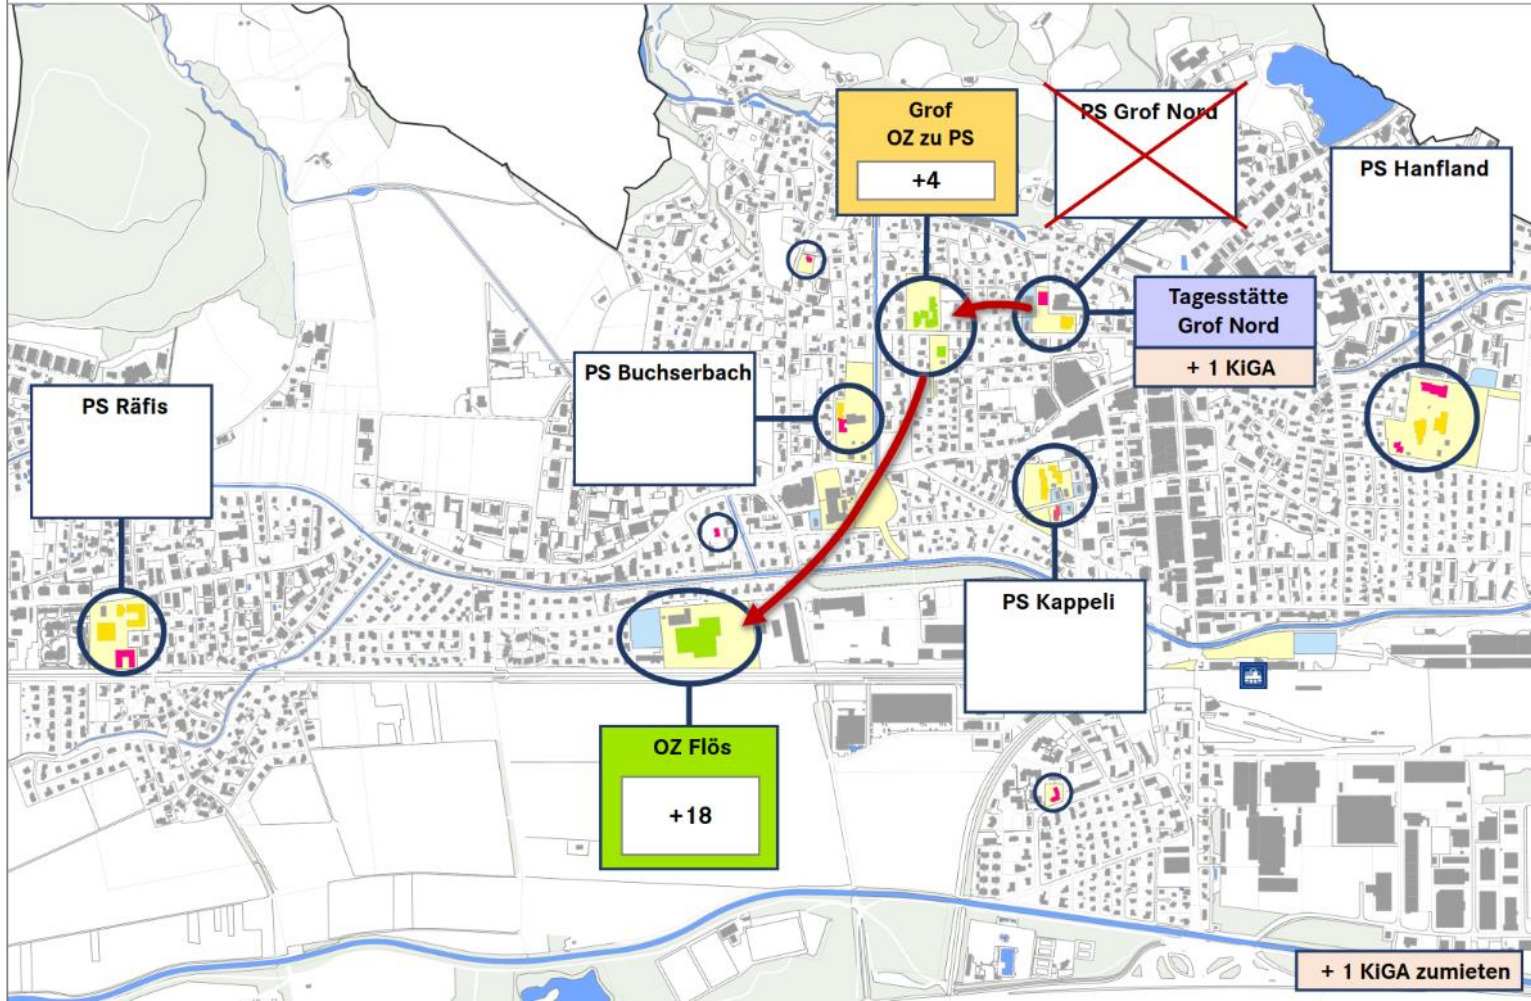 Grof
OZ zu PS
+4
PS Grof Nord
PS Hanfland
Tagesstätte
Grof Nord
+ 1 KiGA
PS Buchserbach
PS Räfis
PS Kappeli
OZ Flös
+18
+ 1 KiGA zumieten